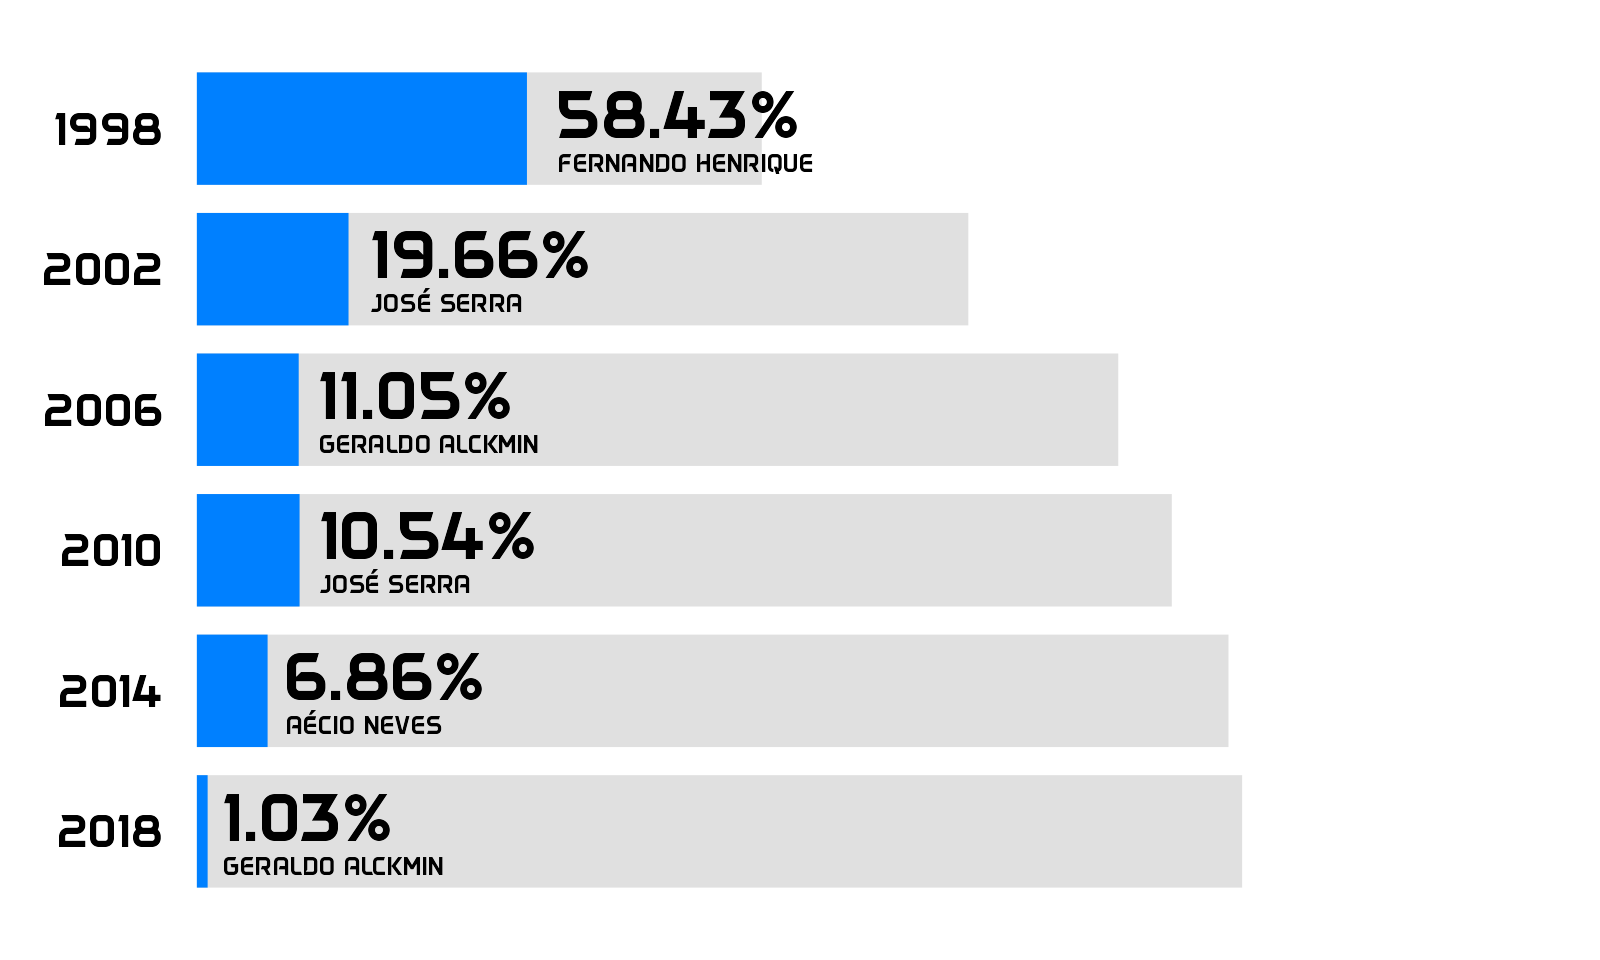 1998
58.43%
FERNANDO HENRIQUE
2002
19.66%
JOSÉ SERRA
2006
11.05%
GERALDO ALCKMIN
2010
10.54%
JOSÉ SERRA
2014
6.86%
AÉCIO NEVES
2018
1.03%
GERALDO ALCKMIN